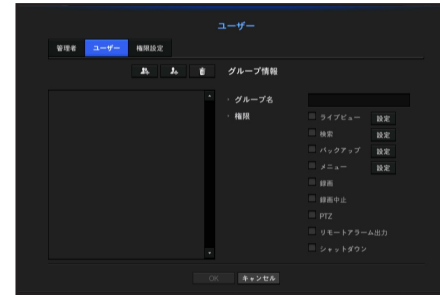 ユーザー
管理者 ユーザー 権限設定
グループ情報
・ グループ名
・ 権限
ライブビュー 設定
検索 設定
バックアップ 設定
メニュー 設定
録画
録画中止
PTZ
リモートアラーム出力
シャットダウン
OK キャンセル